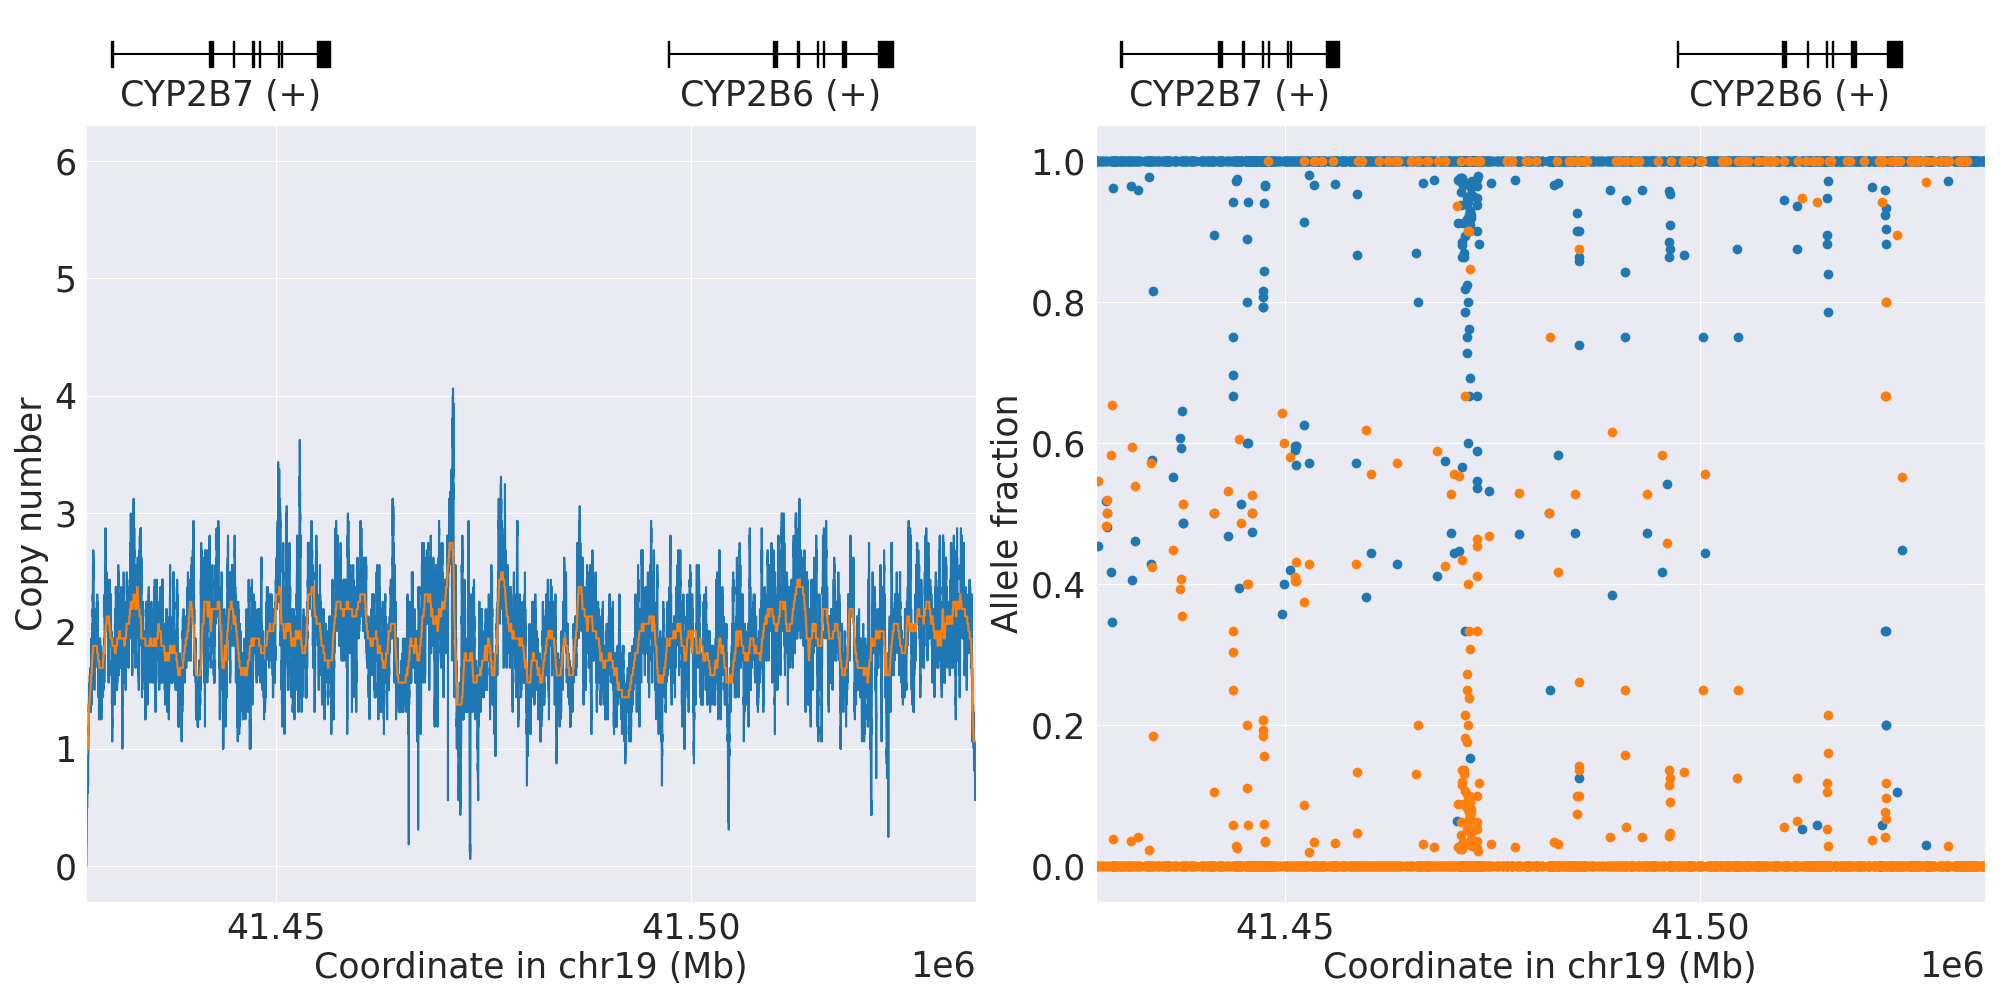 CYP2B7 (+)
CYP2B6 (+)
6
5
4
3
2
1
0
Copy number
41.45
41.50
Coordinate in chr19 (Mb)
1e6
CYP2B7 (+)
CYP2B6 (+)
1.0
0.8
0.6
0.4
0.2
0.0
Allele fraction
41.45
41.50
Coordinate in chr19 (Mb)
1e6